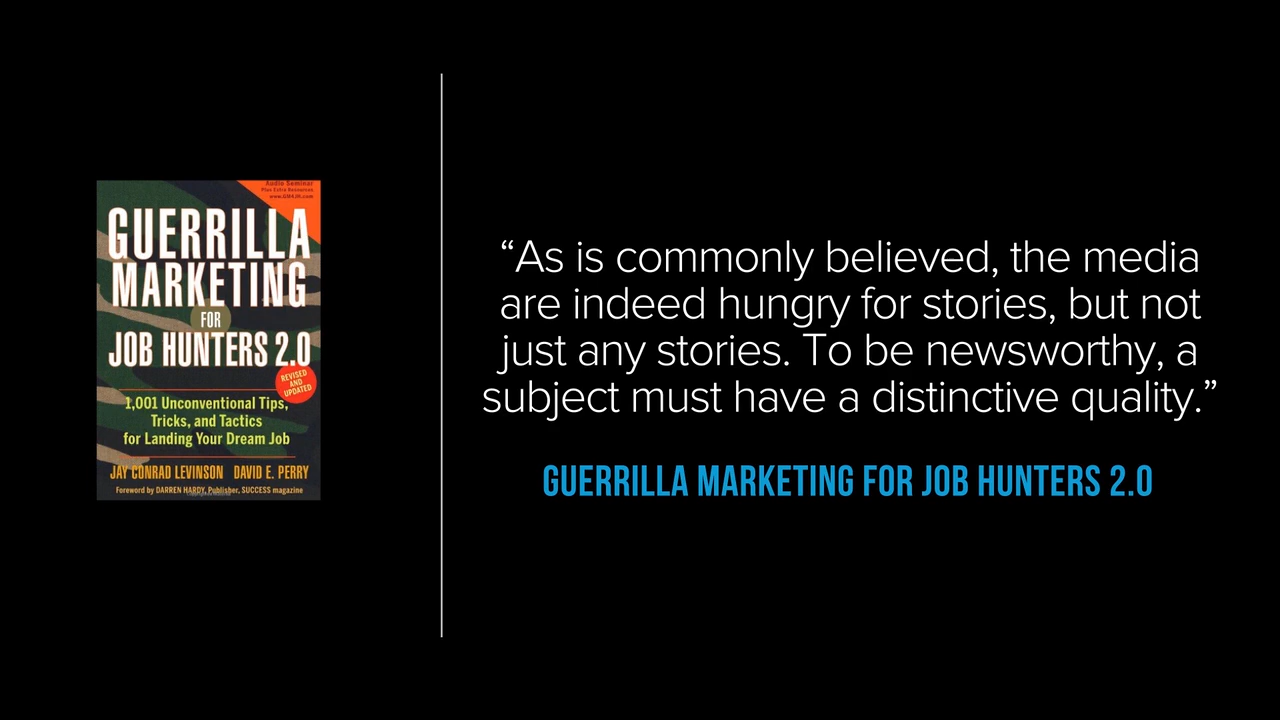 Audio Seminar
Plus Extra Resources
www.GM4JH.com
GUERRILLA
MARKETING
FOR
JOB HUNTERS 2.0
REVISED
AND
UPDATED
1,001 Unconventional Tips,
Tricks, and Tactics
for Landing Your Dream Job
JAY CONRAD LEVINSON DAVID E. PERRY
Foreword by DARREN HARDY, Publisher, SUCCESS magazine
“As is commonly believed, the media
are indeed hungry for stories, but not
just any stories. To be newsworthy, a
subject must have a distinctive quality.”
GUERRILLA MARKETING FOR JOB HUNTERS 2.0